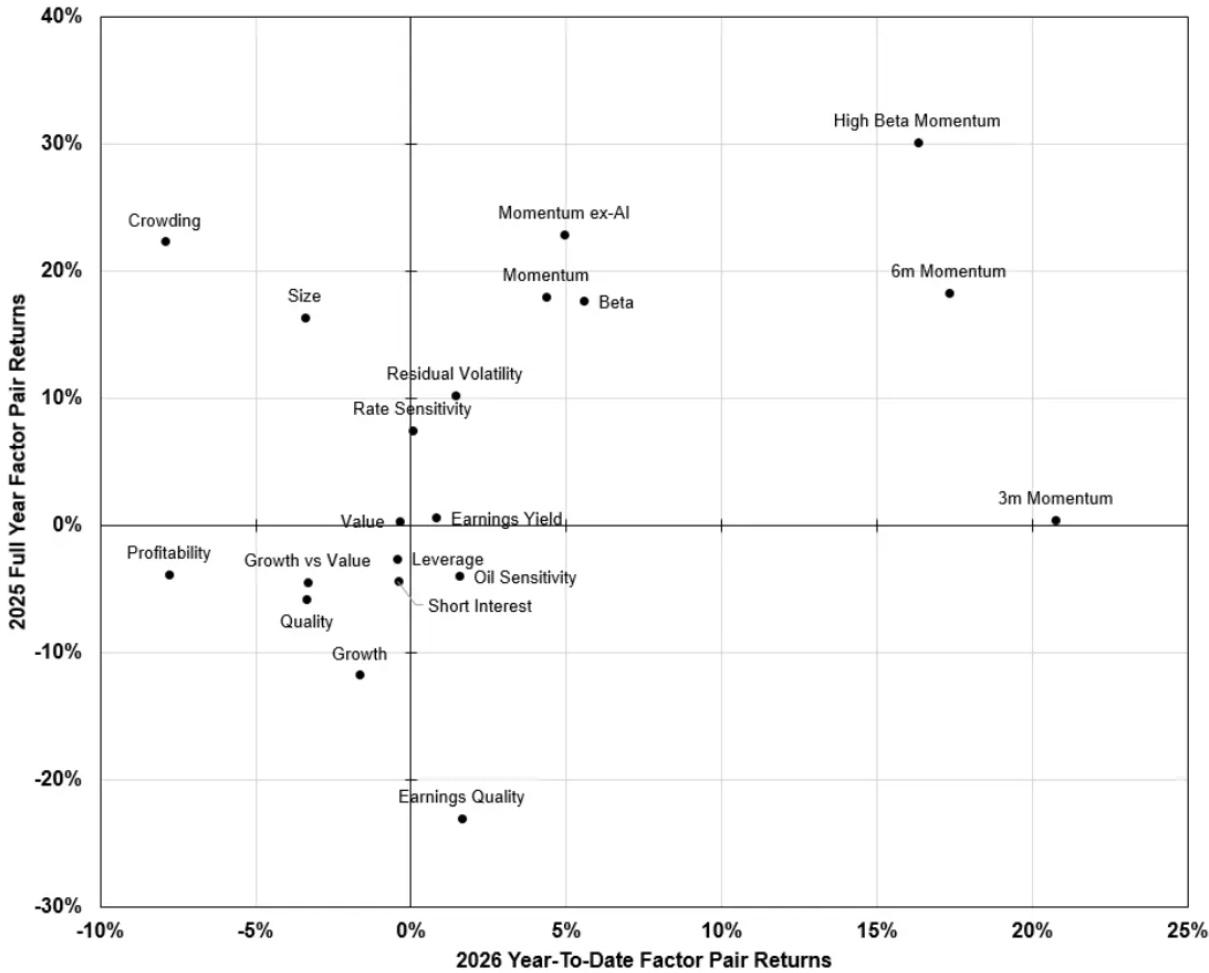 40%
30%
20%
10%
0%
-10%
-20%
-30%
2025 Full Year Factor Pair Returns
High Beta Momentum
Momentum ex-AI
Crowding
6m Momentum
Momentum
Beta
Size
Residual Volatility
Rate Sensitivity
3m Momentum
Value
Earnings Yield
Profitability
Growth vs Value
Leverage
Oil Sensitivity
Short Interest
Quality
Growth
Earnings Quality
-10%
-5%
0%
5%
10%
15%
20%
25%
2026 Year-To-Date Factor Pair Returns